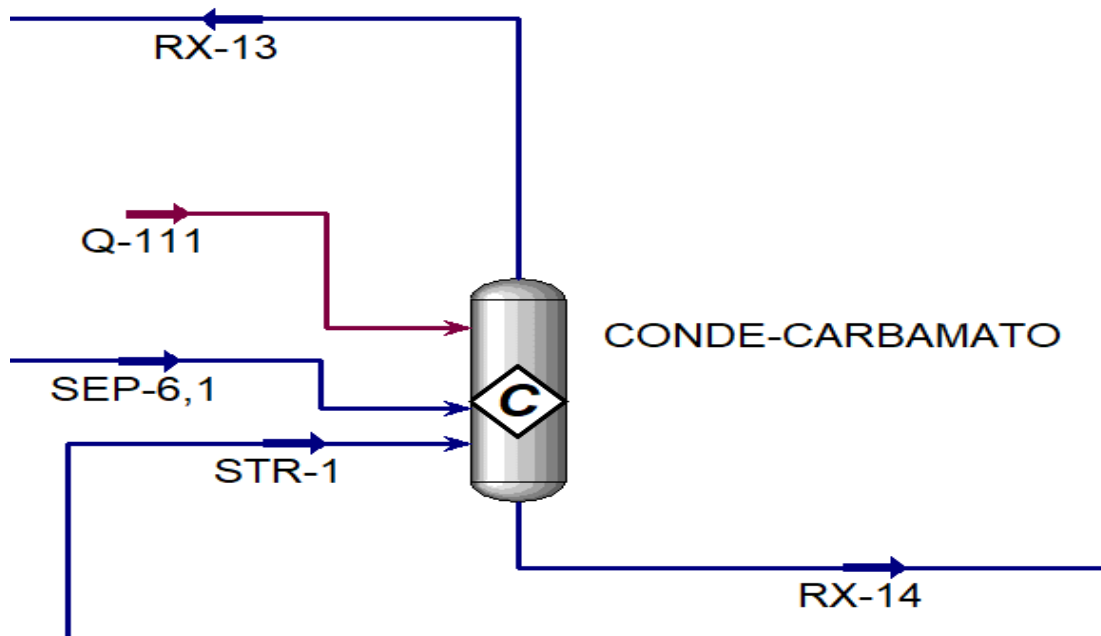 RX-13
Q-111
CONDE-CARBAMATO
SEP-6,1
C
STR-1
RX-14